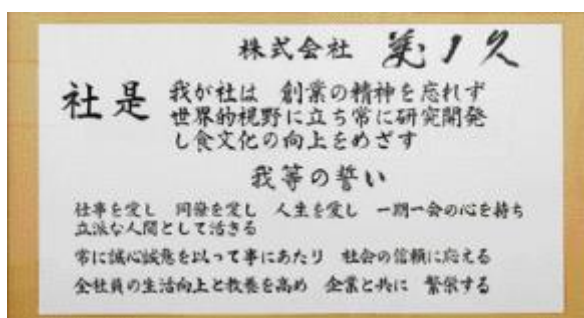 株式会社 美ノ久
社是 我が社は 創業の精神を忘れず
世界的視野に立ち常に研究開発
し食文化の向上をめざす
我等の誓い
仕事を愛し 同僚を愛し 人生を愛し 一期一会の心を持ち
立派な人間として活きる
常に誠心誠意を以って事にあたり 社会の信頼に応える
全社員の生活向上と教養を高め 企業と共に 繁栄する